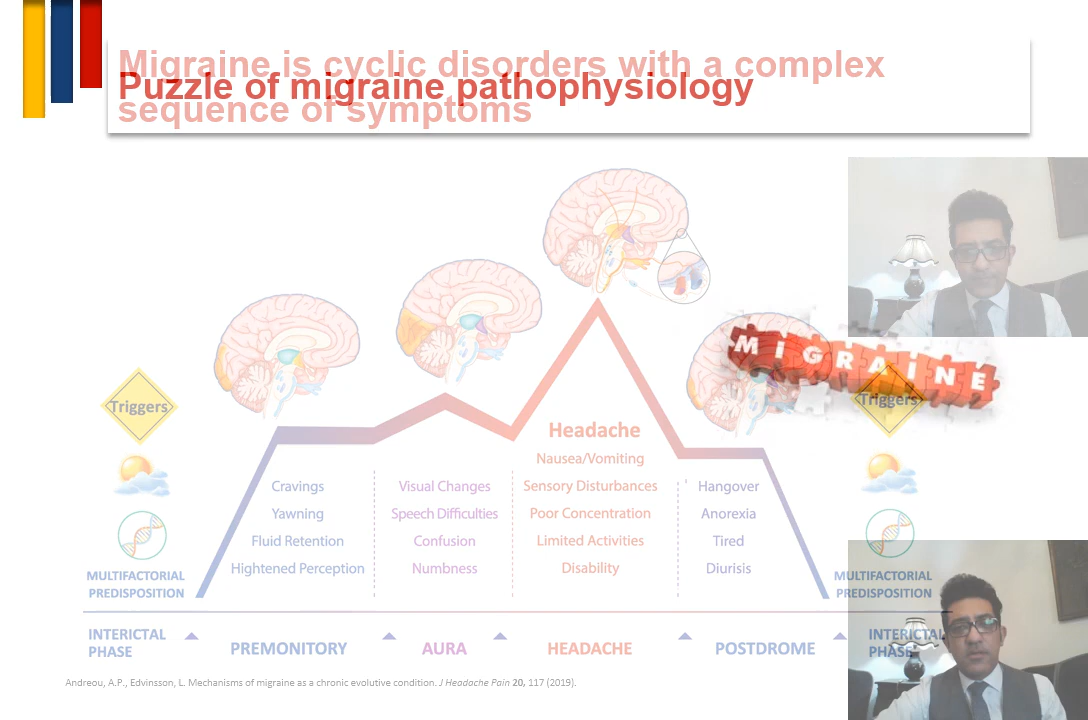 Migraine is cyclic disorders with a complex
sequence of symptoms
Puzzle of migraine pathophysiology
MIGRAINE
Triggers
Triggers
Headache
Nausea/Vomiting
Cravings
Visual Changes
Sensory Disturbances
Hangover
Yawning
Speech Difficulties
Poor Concentration
Anorexia
Fluid Retention
Confusion
Limited Activities
Tired
Hightened Perception
Numbness
Disability
Diurisis
MULTIFACTORIAL
PREDISPOSITION
MULTIFACTORIAL
PREDISPOSITION
INTERICTAL
PHASE
PREMONITORY
AURA
HEADACHE
POSTDROME
INTERICTAL
PHASE
Andreou, A.P., Edvinsson, L. Mechanisms of migraine as a chronic evolutive condition. J Headache Pain 20, 117 (2019).